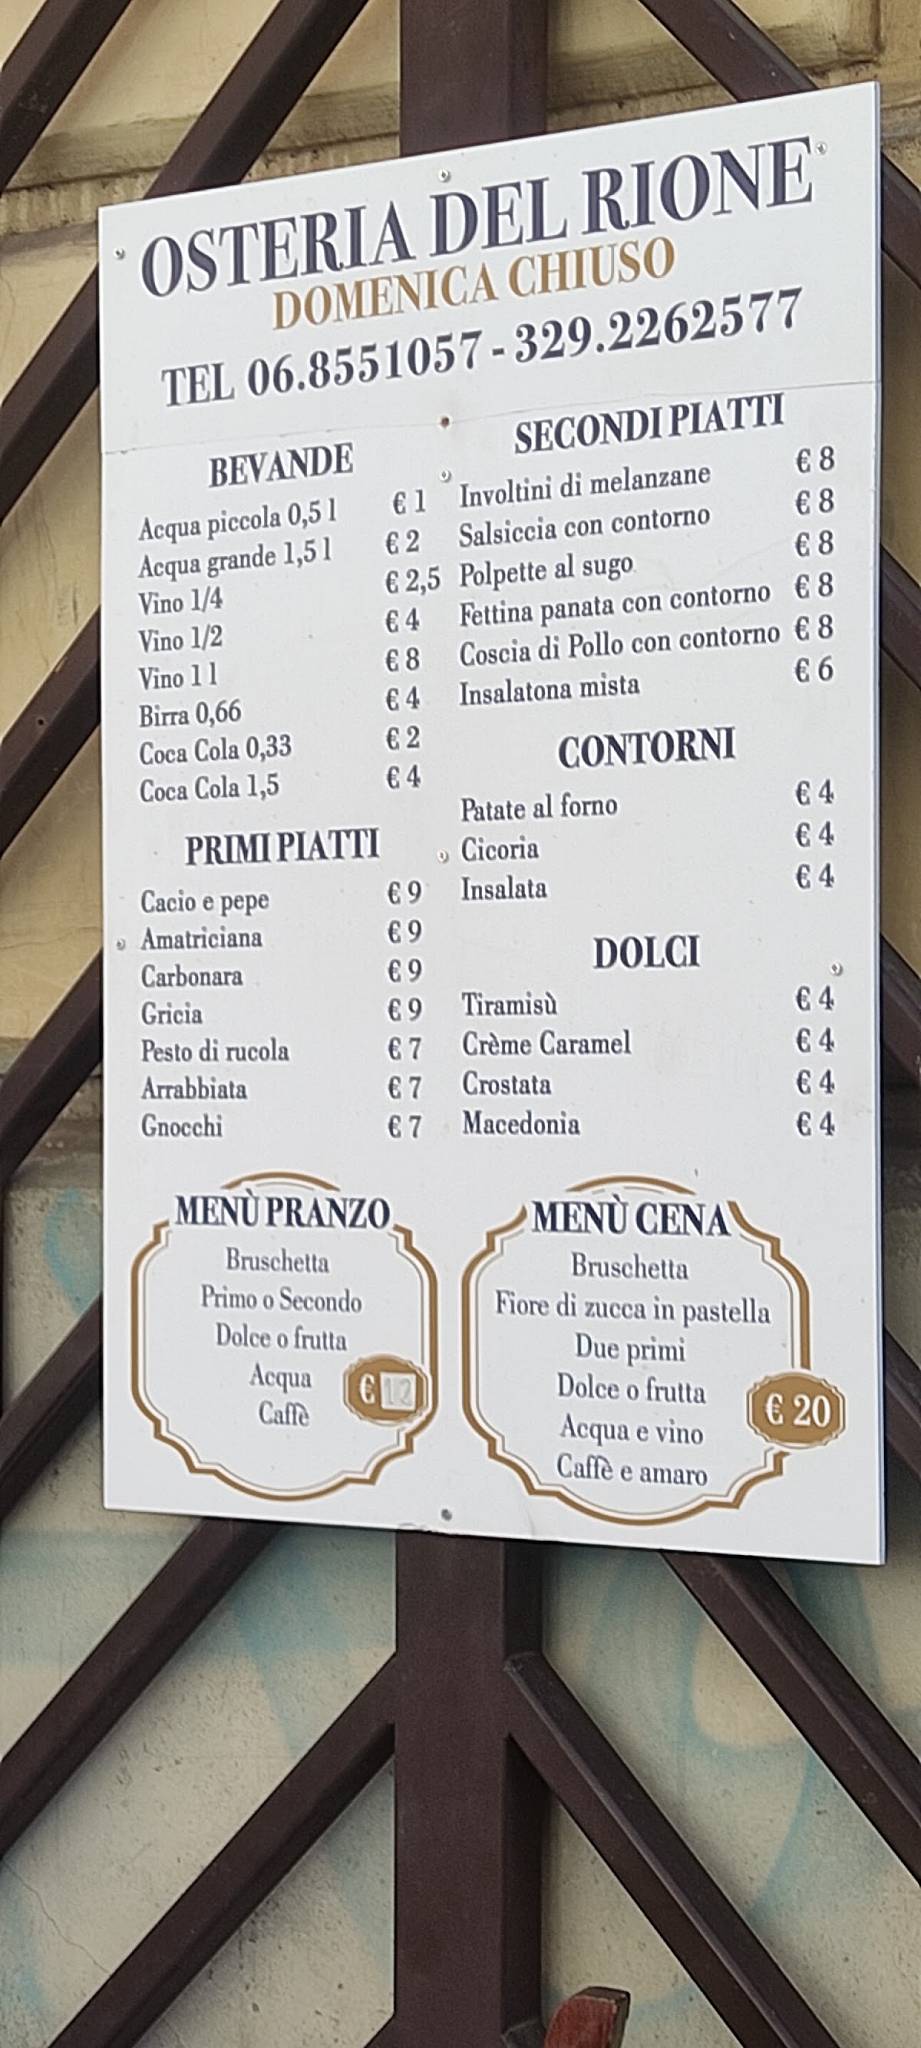 OSTERIA DEL RIONE
DOMENICA CHIUSO
TEL 06.8551057 - 329.2262577
BEVANDE
Acqua piccola 0,5 l € 1
Acqua grande 1,5 l € 2
Vino 1/4 € 2,5
Vino 1/2 € 4
Vino 1 l € 8
Birra 0,66 € 4
Coca Cola 0,33 € 2
Coca Cola 1,5 € 4
PRIMI PIATTI
Cacio e pepe € 9
Amatriciana € 9
Carbonara € 9
Gricia € 9
Pesto di rucola € 7
Arrabbiata € 7
Gnocchi € 7
SECONDI PIATTI
Involtini di melanzane € 8
Salsiccia con contorno € 8
Polpette al sugo € 8
Fettina panata con contorno € 8
Coscia di Pollo con contorno € 8
Insalatona mista € 6
CONTORNI
Patate al forno € 4
Cicoria € 4
Insalata € 4
DOLCI
Tiramisù € 4
Crème Caramel € 4
Crostata € 4
Macedonia € 4
MENÙ PRANZO
Bruschetta
Primo o Secondo
Dolce o frutta
Acqua
Caffè
€ 12
MENÙ CENA
Bruschetta
Fiore di zucca in pastella
Due primi
Dolce o frutta
Acqua e vino
Caffè e amaro
€ 20